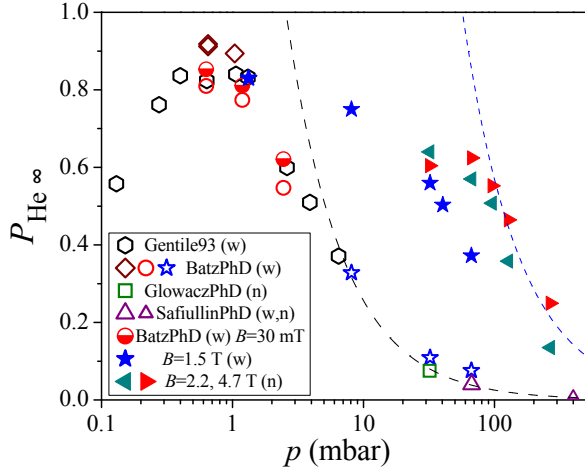 1.0
0.8
0.6
0.4
0.2
0.0
P_He ∞
Gentile93 (w)
BatzPhD (w)
GlowaczPhD (n)
SafiullinPhD (w,n)
BatzPhD (w) B=30 mT
B=1.5 T (w)
B=2.2, 4.7 T (n)
0.1 1 10 100
p (mbar)